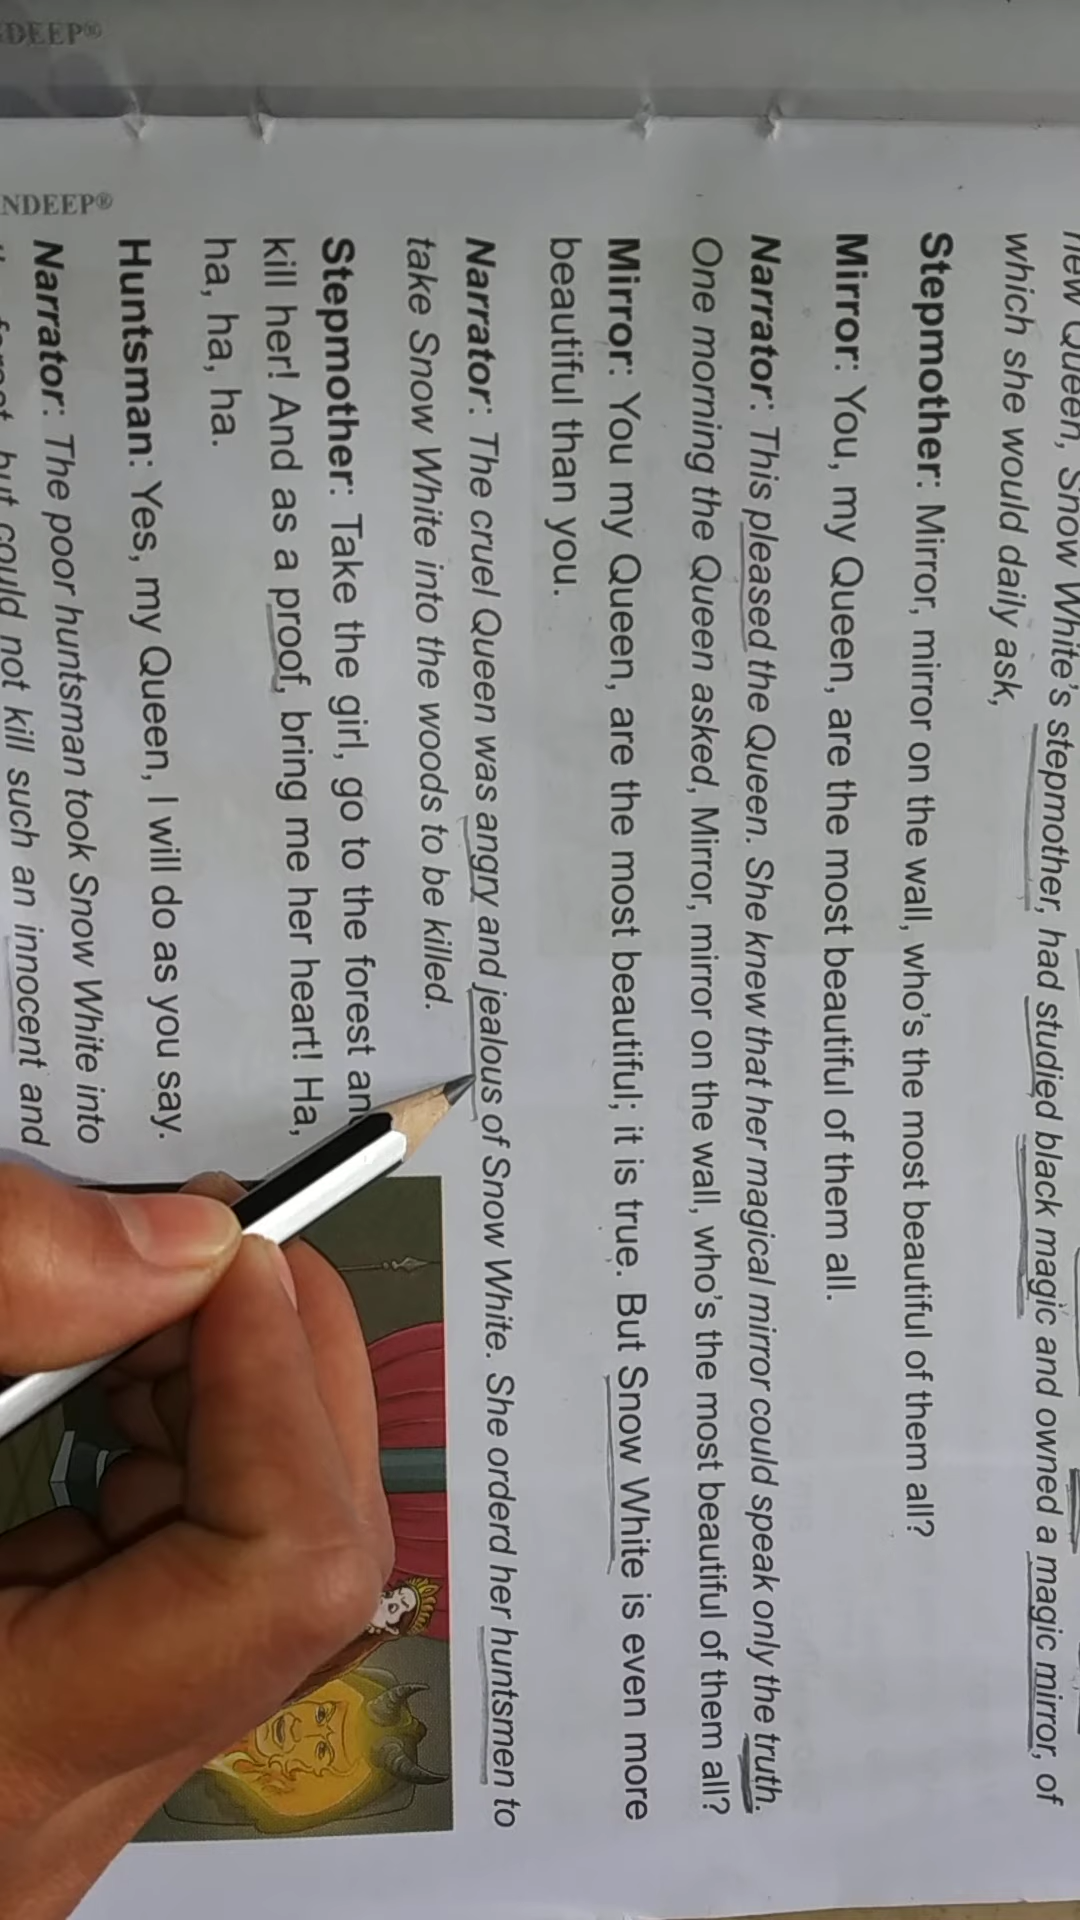 DEEP®
NDEEP®
new Queen, Snow White's stepmother, had studied black magic and owned a magic mirror, of
which she would daily ask,
Stepmother: Mirror, mirror on the wall, who's the most beautiful of them all?
Mirror: You, my Queen, are the most beautiful of them all.
Narrator: This pleased the Queen. She knew that her magical mirror could speak only the truth.
One morning the Queen asked, Mirror, mirror on the wall, who's the most beautiful of them all?
Mirror: You my Queen, are the most beautiful; it is true. But Snow White is even more
beautiful than you.
Narrator: The cruel Queen was angry and jealous of Snow White. She orderd her huntsmen to
take Snow White into the woods to be killed.
Stepmother: Take the girl, go to the forest an
kill her! And as a proof, bring me her heart! Ha,
ha, ha, ha.
Huntsman: Yes, my Queen, I will do as you say.
Narrator: The poor huntsman took Snow White into
forest but could not kill such an innocent and